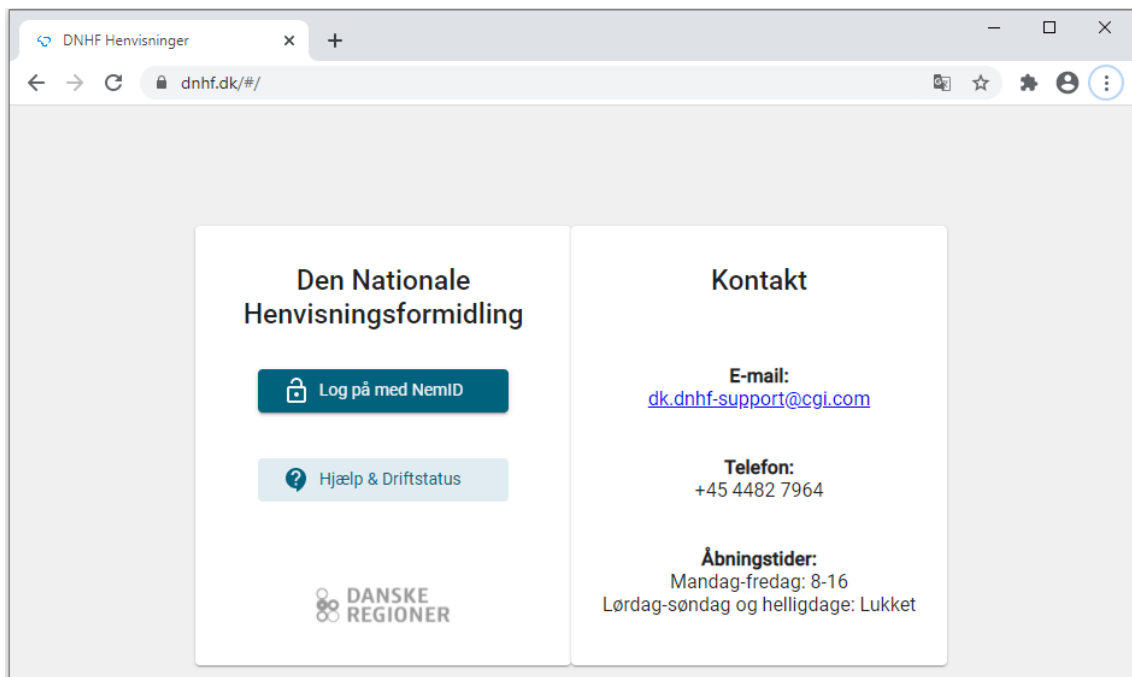 DNHF Henvisninger
dnhf.dk/#/
Den Nationale
Henvisningsformidling
Log på med NemID
Hjælp & Driftstatus
DANSKE
REGIONER
Kontakt
E-mail:
dk.dnhf-support@cgi.com
Telefon:
+45 4482 7964
Åbningstider:
Mandag-fredag: 8-16
Lørdag-søndag og helligdage: Lukket